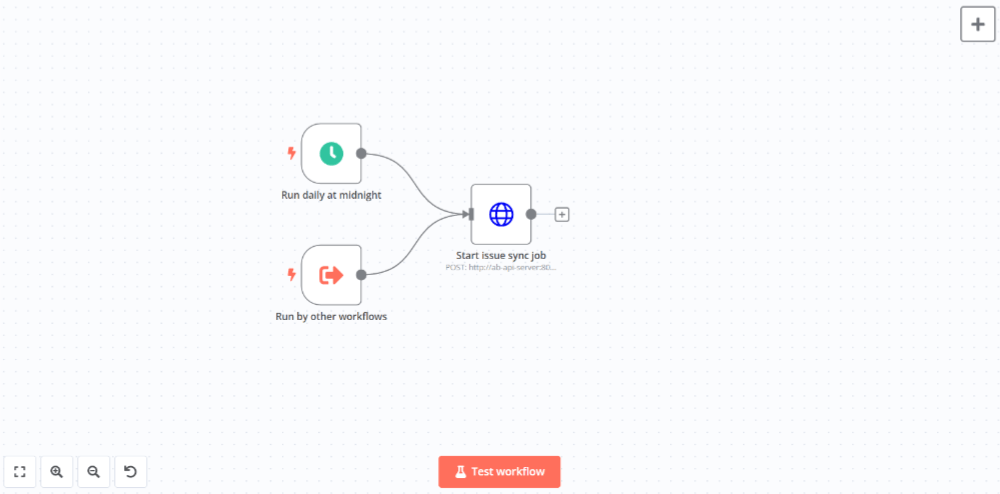 Run daily at midnight
Start issue sync job
POST: http://ab-api-server:80...
Run by other workflows
Test workflow